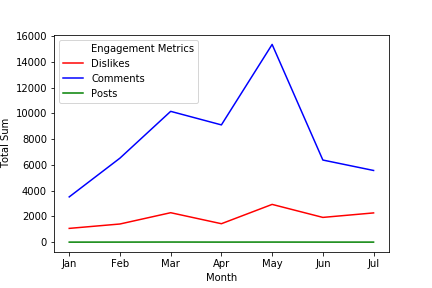 16000
14000
12000
10000
8000
6000
4000
2000
0
Total Sum
Engagement Metrics
Dislikes
Comments
Posts
Jan Feb Mar Apr May Jun Jul
Month